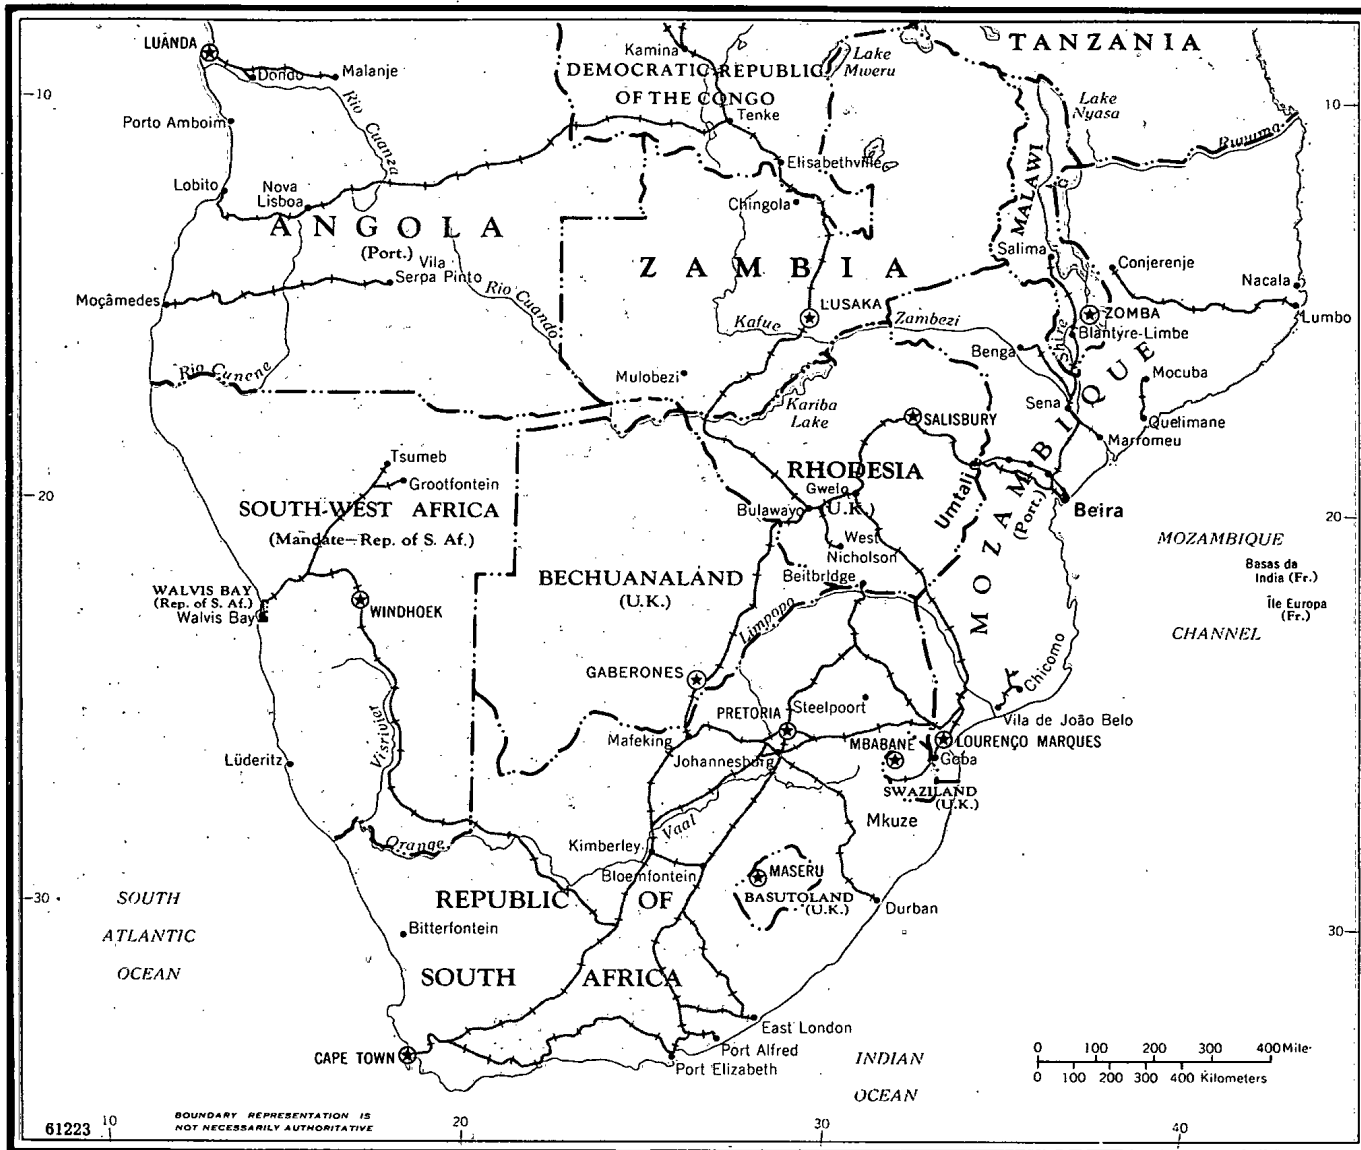 TANZANIA
LUANDA
Dondo
Malanje
Kamina
DEMOCRATIC REPUBLIC
OF THE CONGO
Lake
Mweru
Lake
Nyasa
10
10
Porto Amboim
Rio Cuanza
Tenke
Ruvuma
Elisabethville
MALAWI
Lobito
Nova
Lisboa
Chingola
ANGOLA
(Port.)
Vila
Serpa Pinto
ZAMBIA
Salima
Conjerenje
Nacala
Moçâmedes
Rio Cuando
LUSAKA
Kafue
Zambezi
ZOMBA
Lumbo
Shire
Blantyre-Limbe
Benga
Rio Cunene
Mulobezi
Mocuba
Kariba
Lake
Sena
SALISBURY
Quelimane
Marromeu
MOZAMBIQUE
(Port.)
Tsumeb
Grootfontein
RHODESIA
(U.K.)
Gwelo
Umtali
20
20
SOUTH-WEST AFRICA
(Mandate—Rep. of S. Af.)
Bulawayo
Beira
West
Nicholson
MOZAMBIQUE
CHANNEL
BECHUANALAND
(U.K.)
Beitbridge
Basas da
India (Fr.)
Île Europa
(Fr.)
WALVIS BAY
(Rep. of S. Af.)
Walvis Bay
WINDHOEK
Limpopo
GABERONES
Chicomo
PRETORIA
Steelpoort
Vila de João Belo
Visrivier
Mafeking
MBABANE
LOURENÇO MARQUES
Lüderitz
Johannesburg
Goba
SWAZILAND
(U.K.)
Vaal
Mkuze
Orange
Kimberley
Bloemfontein
MASERU
BASUTOLAND
(U.K.)
30
30
SOUTH
ATLANTIC
OCEAN
REPUBLIC OF
SOUTH AFRICA
Durban
Bitterfontein
East London
Port Alfred
Port Elizabeth
CAPE TOWN
INDIAN
OCEAN
0 100 200 300 400 Mile
0 100 200 300 400 Kilometers
BOUNDARY REPRESENTATION IS
NOT NECESSARILY AUTHORITATIVE
61223
10 20 30 40